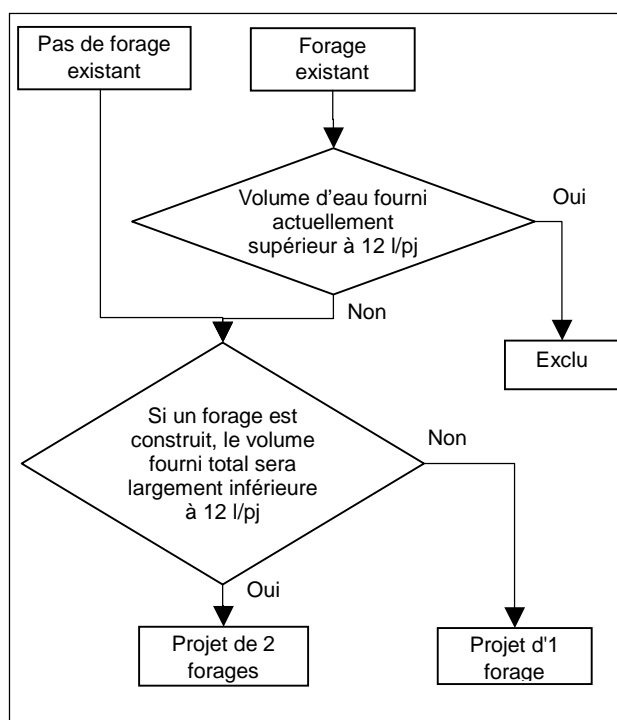 Pas de forage
existant
Forage
existant
Volume d'eau fourni
actuellement
supérieur à 12 l/pj
Oui
Non
Exclu
Si un forage est
construit, le volume
fourni total sera
largement inférieure
à 12 l/pj
Non
Oui
Projet de 2
forages
Projet d'1
forage